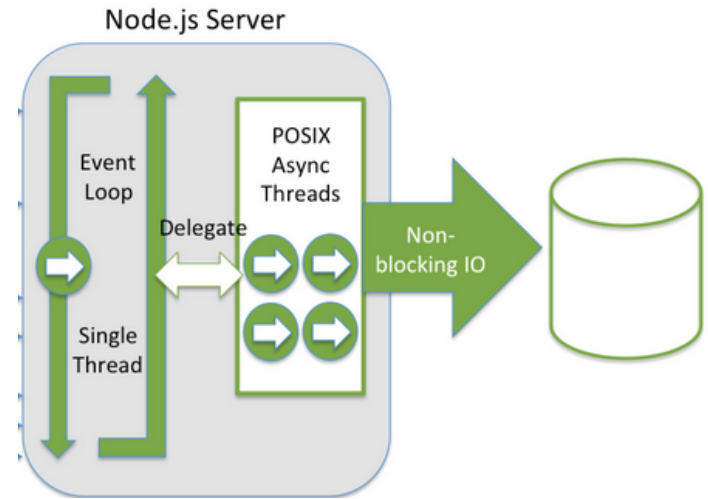 Node.js Server
Event
Loop
Single
Thread
Delegate
POSIX
Async
Threads
Non-
blocking IO